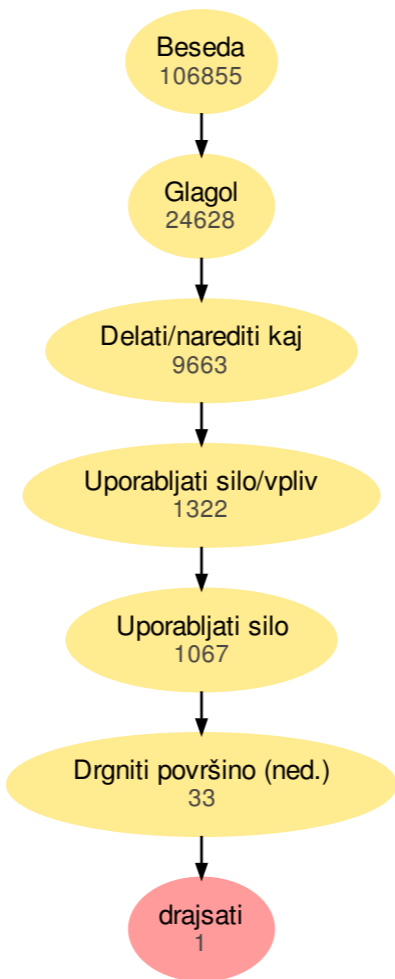 Beseda
106855
Glagol
24628
Delati/narediti kaj
9663
Uporabljati silo/vpliv
1322
Uporabljati silo
1067
Drgniti površino (ned.)
33
drajsati
1